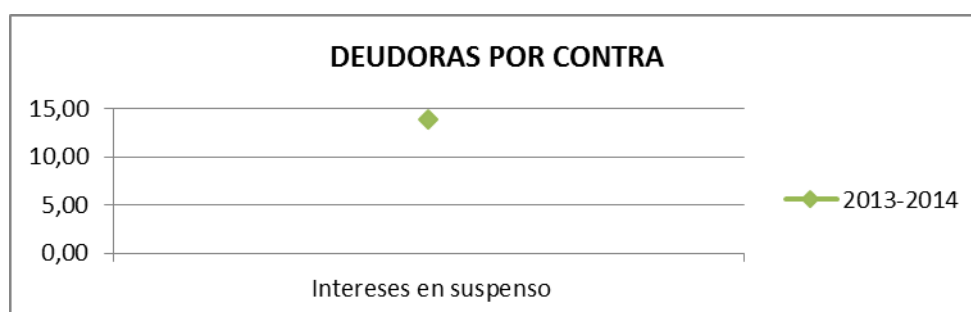 DEUDORAS POR CONTRA
15,00
10,00
5,00
0,00
2013-2014
Intereses en suspenso